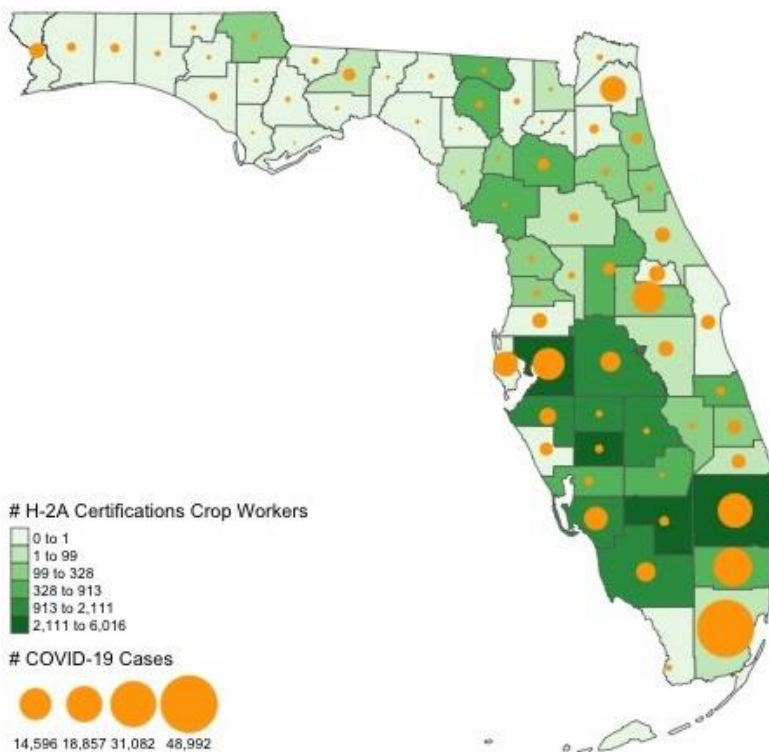 # H-2A Certifications Crop Workers
0 to 1
1 to 99
99 to 328
328 to 913
913 to 2,111
2,111 to 6,016
# COVID-19 Cases
14,596 18,857 31,082 48,992